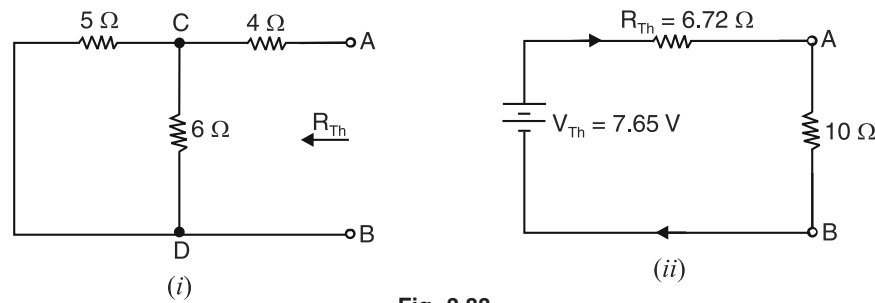 5 Ω
C
4 Ω
A
6 Ω
R_Th
D
B
(i)
R_Th = 6.72 Ω
A
V_Th = 7.65 V
10 Ω
B
(ii)